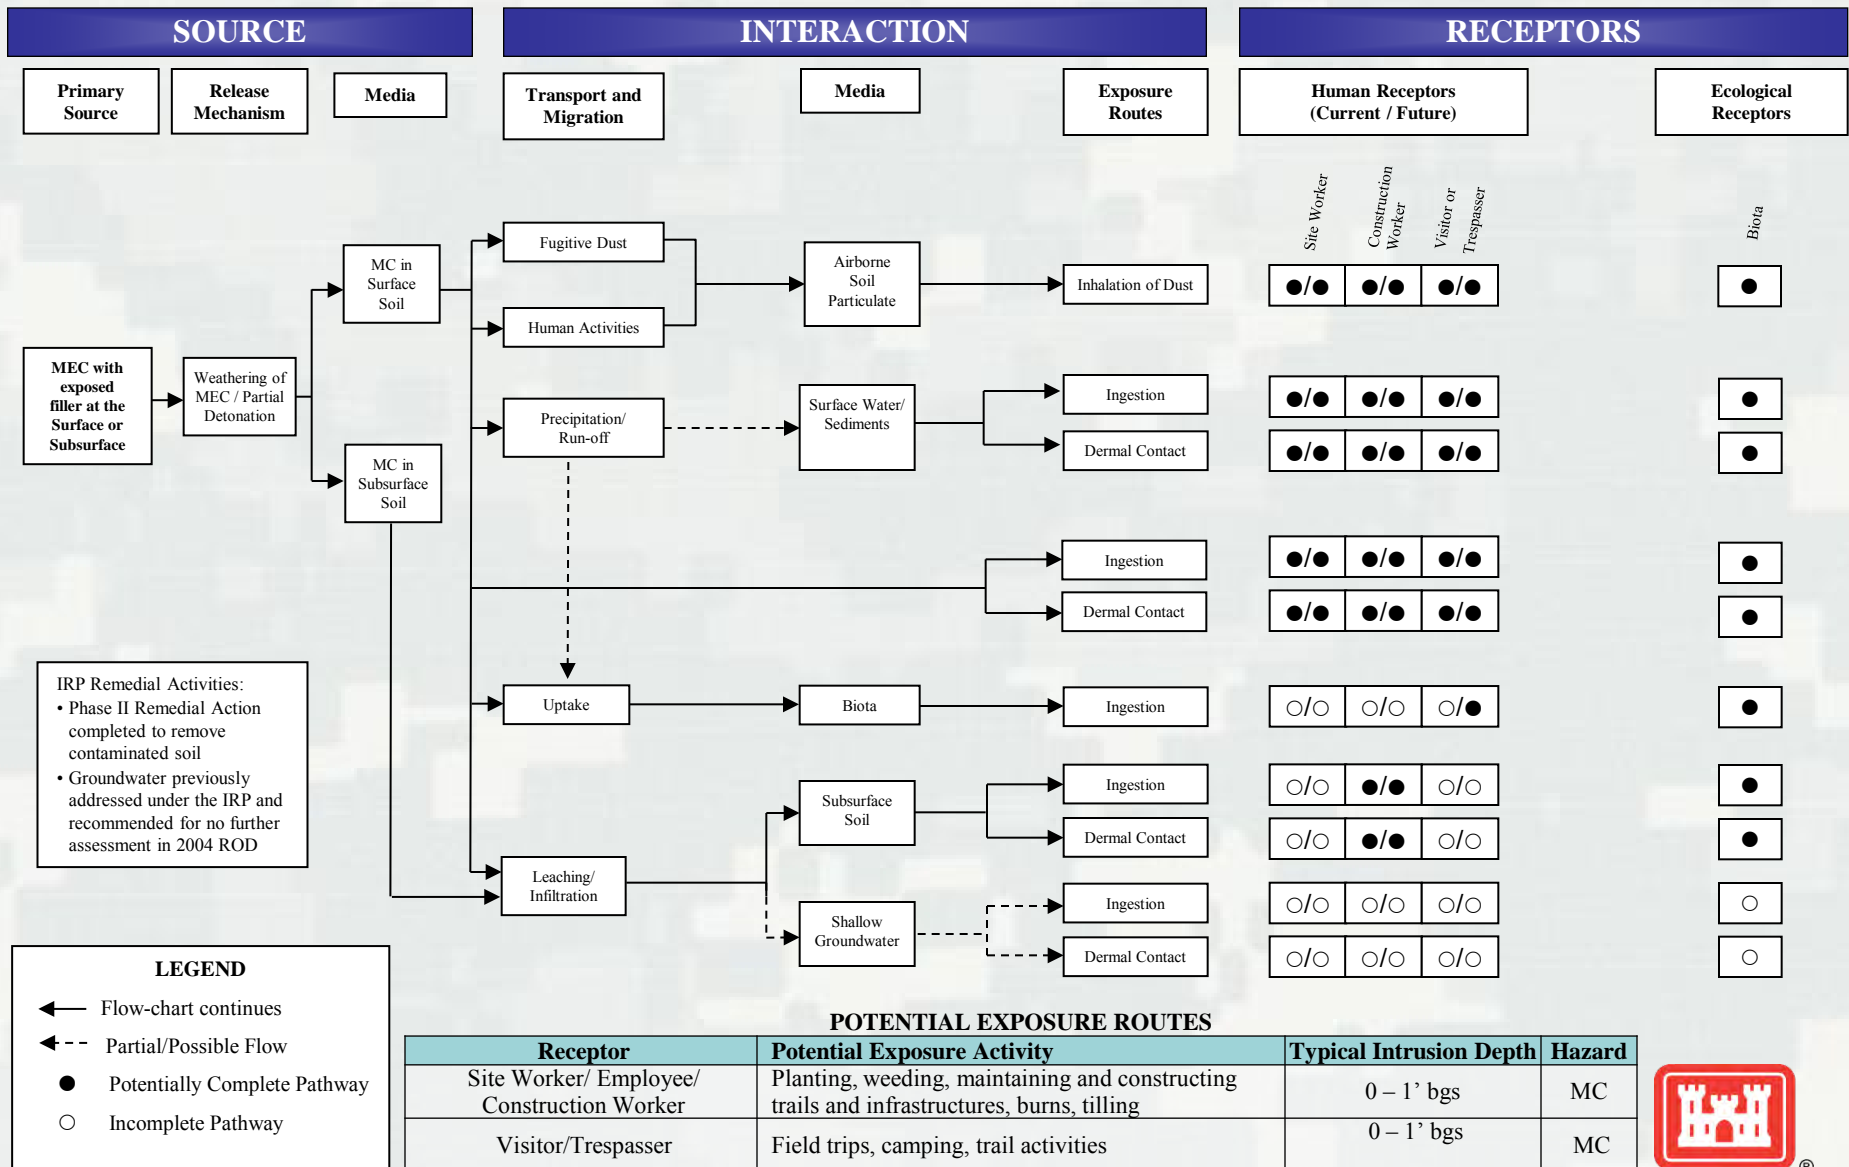 SOURCE
INTERACTION
RECEPTORS
Primary
Source
Release
Mechanism
Media
Transport and
Migration
Media
Exposure
Routes
Human Receptors
(Current / Future)
Ecological
Receptors
Site Worker
Construction
Worker
Visitor or
Trespasser
Biota
MEC with
exposed
filler at the
Surface or
Subsurface
Weathering of
MEC / Partial
Detonation
MC in
Surface
Soil
MC in
Subsurface
Soil
Fugitive Dust
Human Activities
Airborne
Soil
Particulate
Inhalation of Dust
●/● ●/● ●/● ●
Precipitation/
Run-off
Surface Water/
Sediments
Ingestion
●/● ●/● ●/● ●
Dermal Contact
●/● ●/● ●/● ●
Ingestion
●/● ●/● ●/● ●
Dermal Contact
●/● ●/● ●/● ●
Uptake
Biota
Ingestion
○/○ ○/○ ○/● ●
Leaching/
Infiltration
Subsurface
Soil
Ingestion
○/○ ●/● ○/○ ●
Dermal Contact
○/○ ●/● ○/○ ●
Shallow
Groundwater
Ingestion
○/○ ○/○ ○/○ ○
Dermal Contact
○/○ ○/○ ○/○ ○
IRP Remedial Activities:
• Phase II Remedial Action
completed to remove
contaminated soil
• Groundwater previously
addressed under the IRP and
recommended for no further
assessment in 2004 ROD
LEGEND
Flow-chart continues
Partial/Possible Flow
● Potentially Complete Pathway
○ Incomplete Pathway
POTENTIAL EXPOSURE ROUTES
Receptor Potential Exposure Activity Typical Intrusion Depth Hazard
Site Worker/ Employee/
Construction Worker
Planting, weeding, maintaining and constructing
trails and infrastructures, burns, tilling
0 – 1’ bgs
MC
Visitor/Trespasser
Field trips, camping, trail activities
0 – 1’ bgs
MC
®